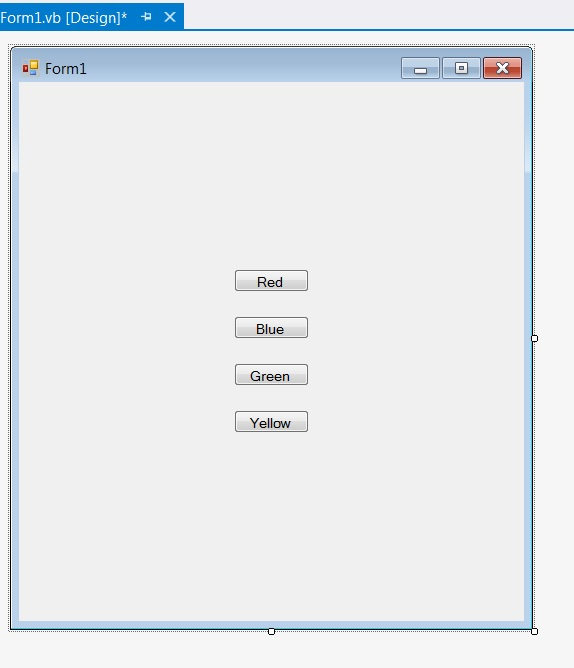 Form1.vb [Design]*
Form1
Red
Blue
Green
Yellow